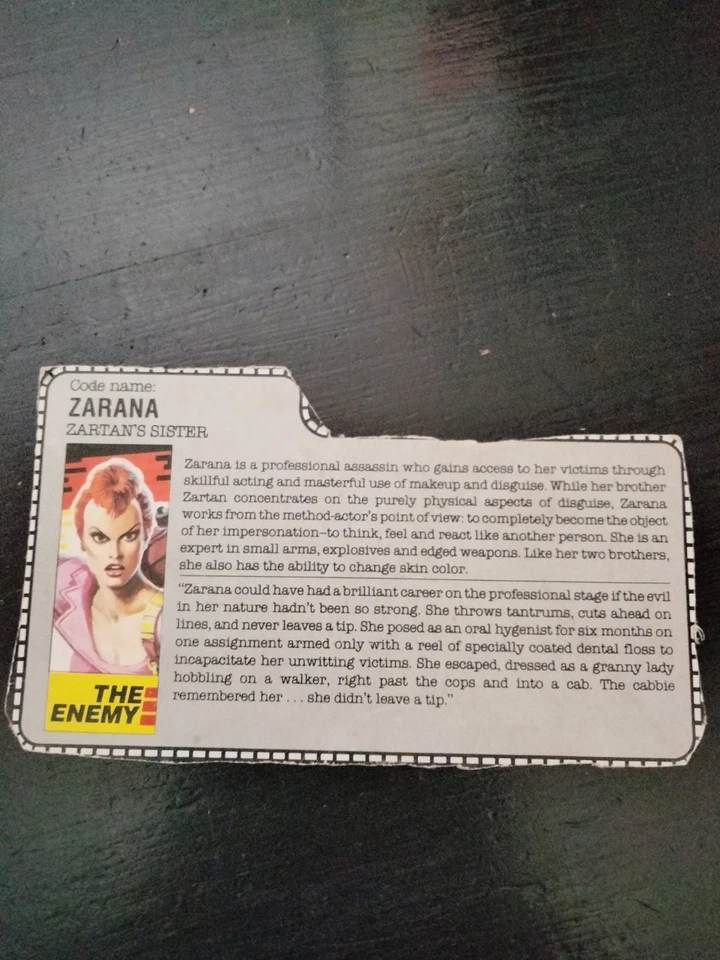 Code name:
ZARANA
ZARTAN'S SISTER
Zarana is a professional assassin who gains access to her victims through
skillful acting and masterful use of makeup and disguise. While her brother
Zartan concentrates on the purely physical aspects of disguise, Zarana
works from the method-actor's point of view: to completely become the object
of her impersonation–to think, feel and react like another person. She is an
expert in small arms, explosives and edged weapons. Like her two brothers,
she also has the ability to change skin color.
"Zarana could have had a brilliant career on the professional stage if the evil
in her nature hadn't been so strong. She throws tantrums, cuts ahead on
lines, and never leaves a tip. She posed as an oral hygenist for six months on
one assignment armed only with a reel of specially coated dental floss to
incapacitate her unwitting victims. She escaped, dressed as a granny lady
hobbling on a walker, right past the cops and into a cab. The cabbie
remembered her . . . she didn't leave a tip."
THE
ENEMY